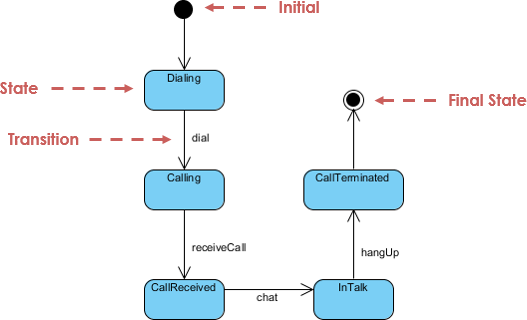 Initial
Dialing
State
Final State
Transition
dial
Calling
CallTerminated
receiveCall
hangUp
CallReceived
chat
InTalk